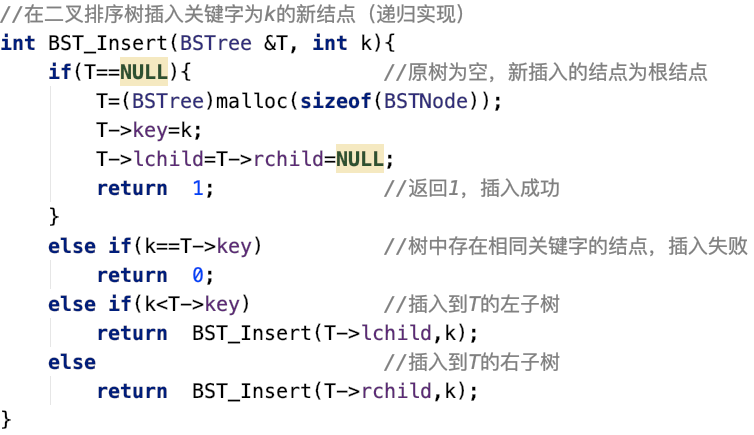 //在二叉排序树插入关键字为k的新结点（递归实现）
int BST_Insert(BSTree &T, int k){
    if(T==NULL){                //原树为空，新插入的结点为根结点
        T=(BSTree)malloc(sizeof(BSTNode));
        T->key=k;
        T->lchild=T->rchild=NULL;
        return  1;              //返回1，插入成功
    }
    else if(k==T->key)          //树中存在相同关键字的结点，插入失败
        return  0;
    else if(k<T->key)           //插入到T的左子树
        return  BST_Insert(T->lchild,k);
    else                        //插入到T的右子树
        return  BST_Insert(T->rchild,k);
}